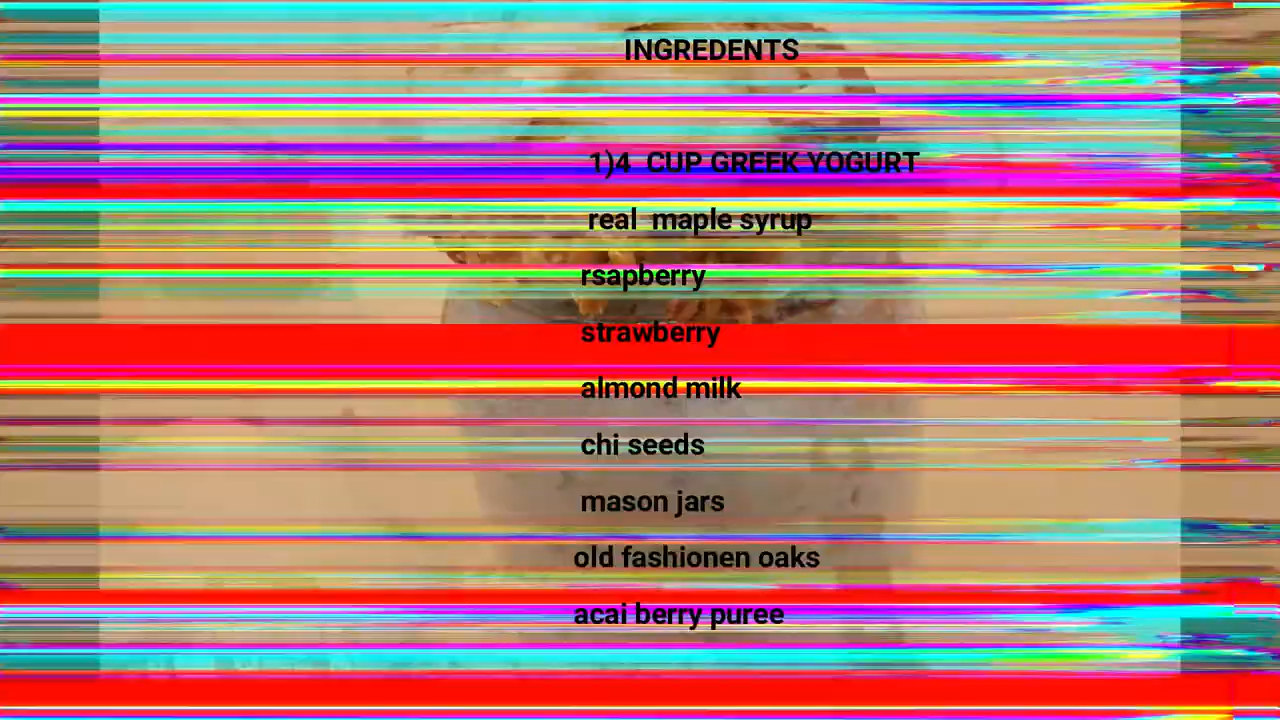 INGREDENTS
1)4 CUP GREEK YOGURT
real maple syrup
rsapberry
strawberry
almond milk
chi seeds
mason jars
old fashionen oaks
acai berry puree